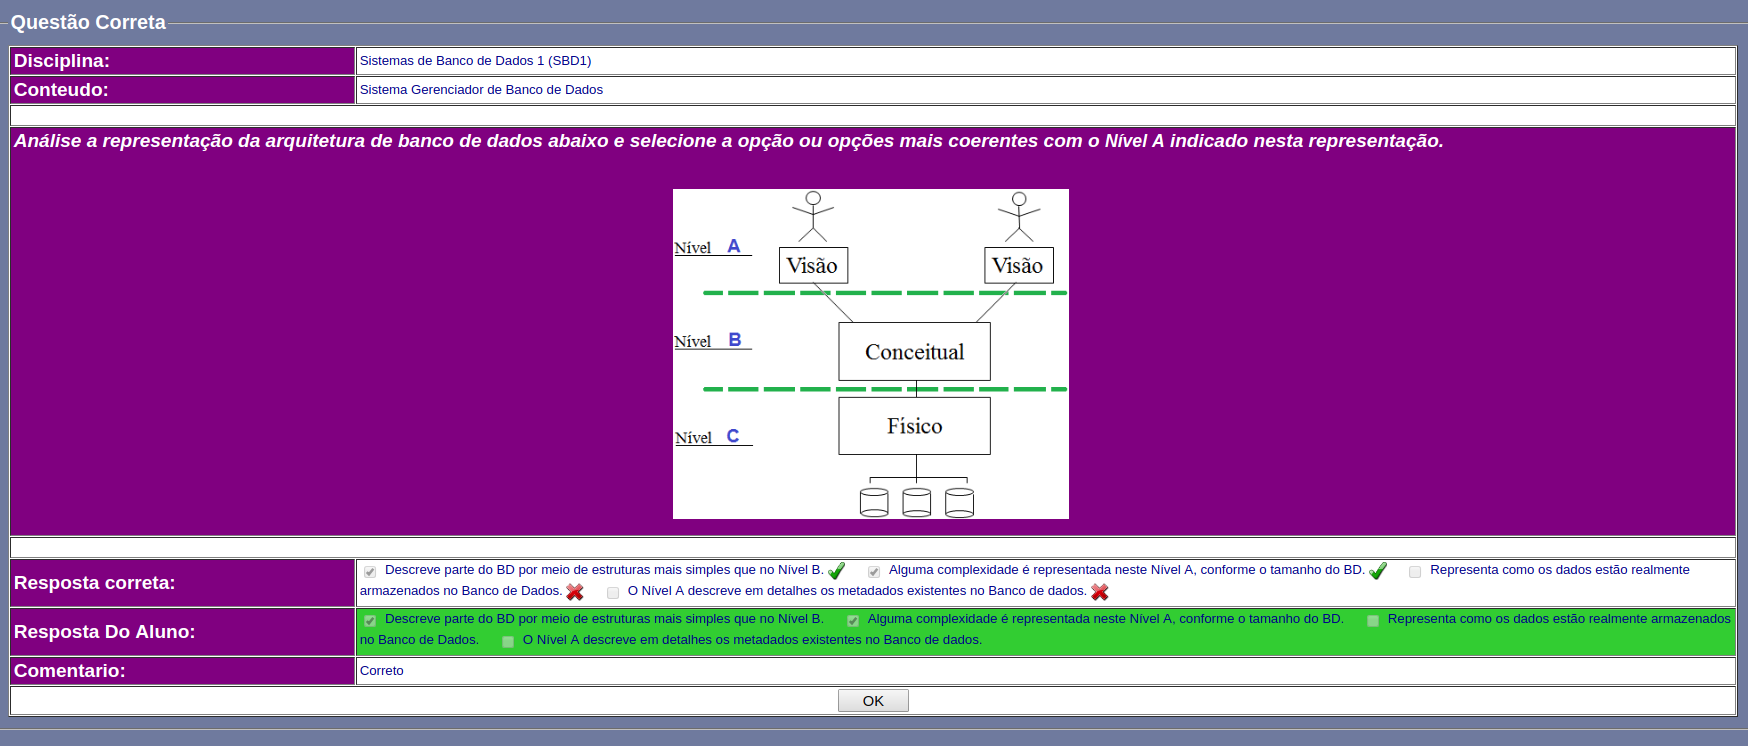 Questão Correta
Disciplina: Sistemas de Banco de Dados 1 (SBD1)
Conteudo: Sistema Gerenciador de Banco de Dados
Análise a representação da arquitetura de banco de dados abaixo e selecione a opção ou opções mais coerentes com o Nível A indicado nesta representação.
Nível A
Visão Visão
Nível B
Conceitual
Físico
Nível C
Resposta correta: Descreve parte do BD por meio de estruturas mais simples que no Nível B. Alguma complexidade é representada neste Nível A, conforme o tamanho do BD. Representa como os dados estão realmente
armazenados no Banco de Dados. O Nível A descreve em detalhes os metadados existentes no Banco de dados.
Resposta Do Aluno: Descreve parte do BD por meio de estruturas mais simples que no Nível B. Alguma complexidade é representada neste Nível A, conforme o tamanho do BD. Representa como os dados estão realmente armazenados
no Banco de Dados. O Nível A descreve em detalhes os metadados existentes no Banco de dados.
Comentario: Correto
OK